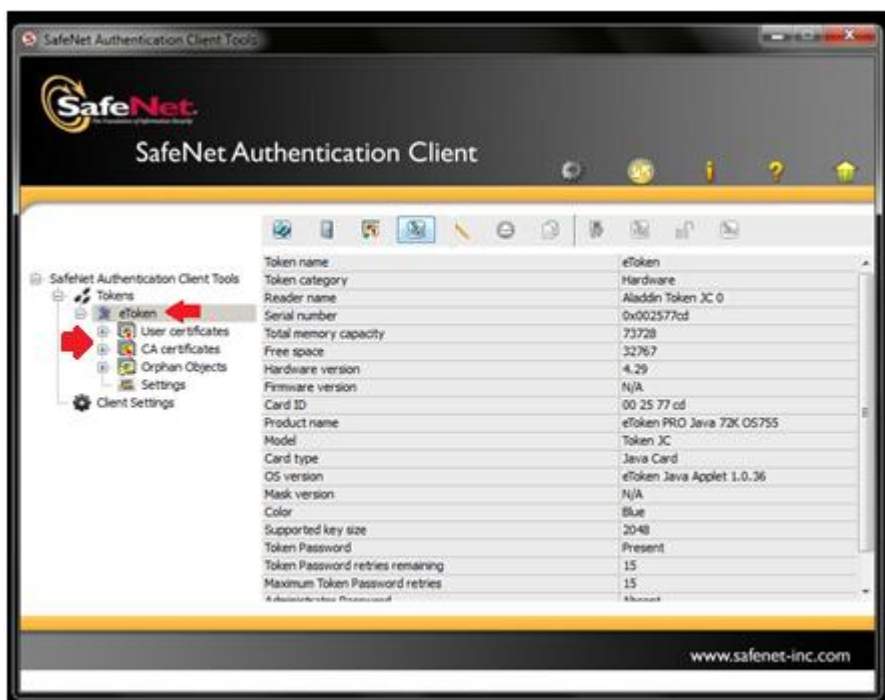 SafeNet Authentication Client Tools
SafeNet.
SafeNet Authentication Client
SafeNet Authentication Client Tools
Tokens
eToken
User certificates
CA certificates
Orphan Objects
Settings
Client Settings
Token name eToken
Token category Hardware
Reader name Aladdin Token JC 0
Serial number 0x002577cd
Total memory capacity 73728
Free space 32767
Hardware version 4.29
Firmware version N/A
Card ID 00 25 77 cd
Product name eToken PRO Java 72K OS755
Model Token JC
Card type Java Card
OS version eToken Java Applet 1.0.36
Mask version N/A
Color Blue
Supported key size 2048
Token Password Present
Token Password retries remaining 15
Maximum Token Password retries 15
www.safenet-inc.com